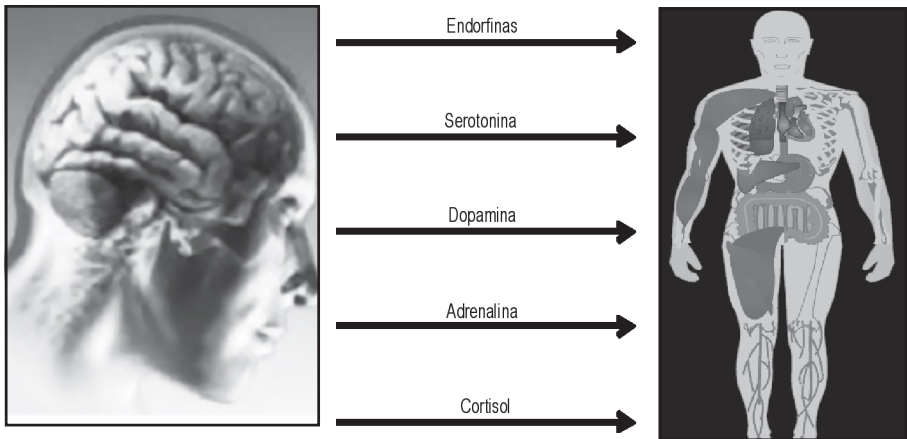 Endorfinas
Serotonina
Dopamina
Adrenalina
Cortisol